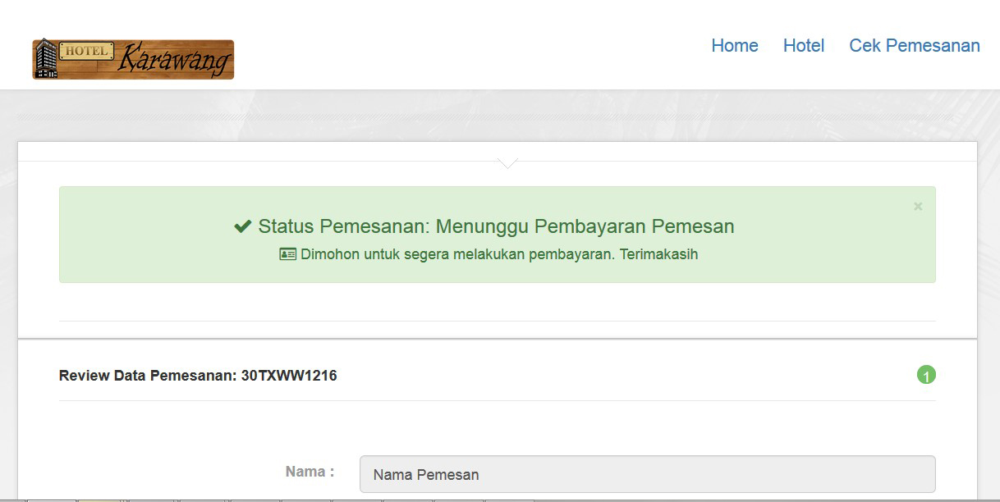 HOTEL Karawang
Home Hotel Cek Pemesanan
×
Status Pemesanan: Menunggu Pembayaran Pemesan
Dimohon untuk segera melakukan pembayaran. Terimakasih
Review Data Pemesanan: 30TXWW1216 1
Nama : Nama Pemesan